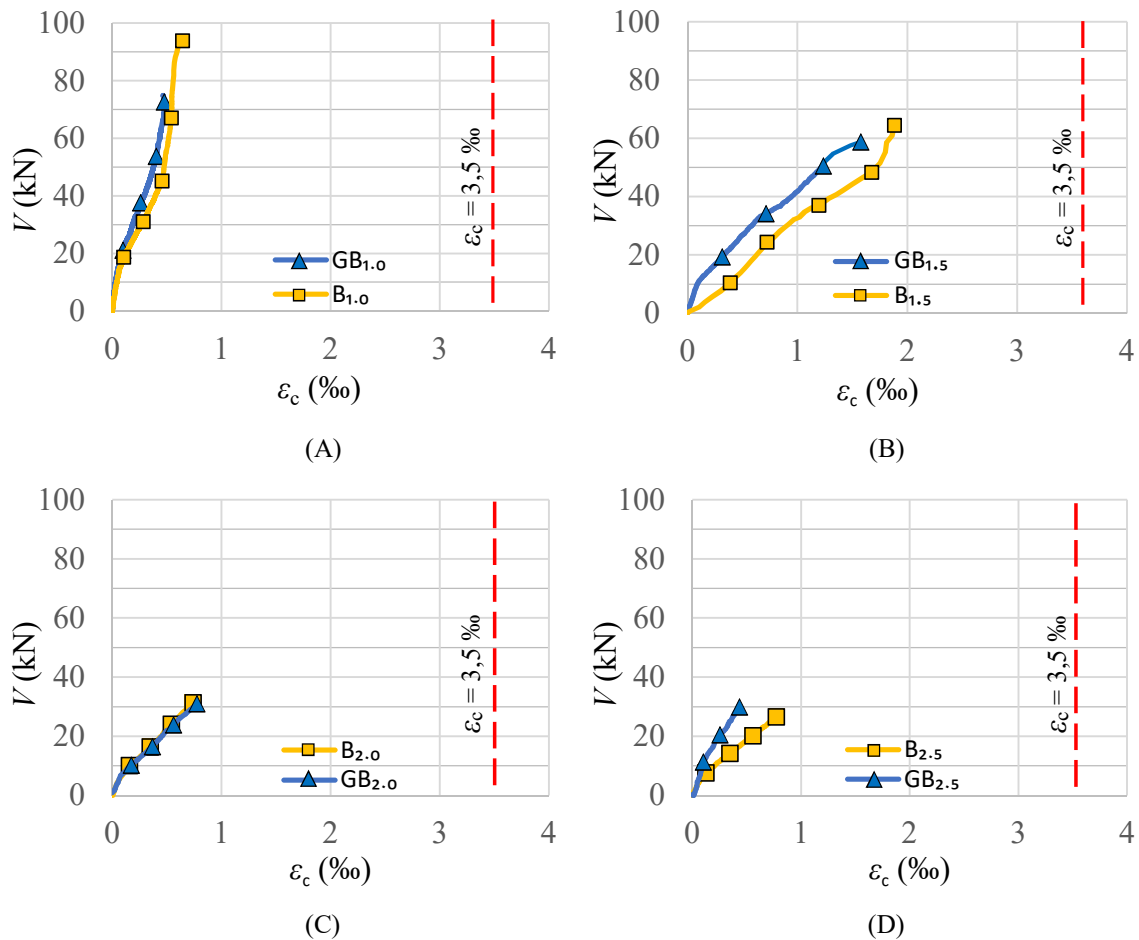 100
80
60
40
20
0
V (kN)
εc = 3,5 ‰
GB1.0
B1.0
0 1 2 3 4
εc (‰)
(A)
100
80
60
40
20
0
V (kN)
εc = 3,5 ‰
GB1.5
B1.5
0 1 2 3 4
εc (‰)
(B)
100
80
60
40
20
0
V (kN)
εc = 3,5 ‰
B2.0
GB2.0
0 1 2 3 4
εc (‰)
(C)
100
80
60
40
20
0
V (kN)
εc = 3,5 ‰
B2.5
GB2.5
0 1 2 3 4
εc (‰)
(D)